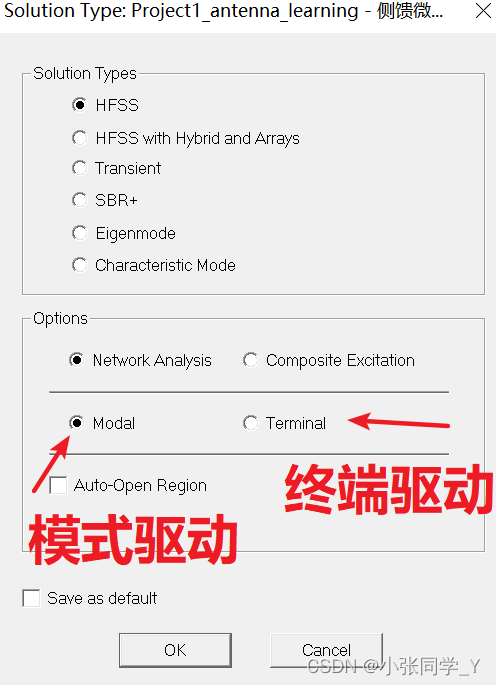 Solution Type: Project1_antenna_learning - 侧馈微...
Solution Types
HFSS
HFSS with Hybrid and Arrays
Transient
SBR+
Eigenmode
Characteristic Mode
Options
Network Analysis Composite Excitation
Modal Terminal
Auto-Open Region
终端驱动
模式驱动
Save as default
OK Cancel
CSDN @小张同学_Y